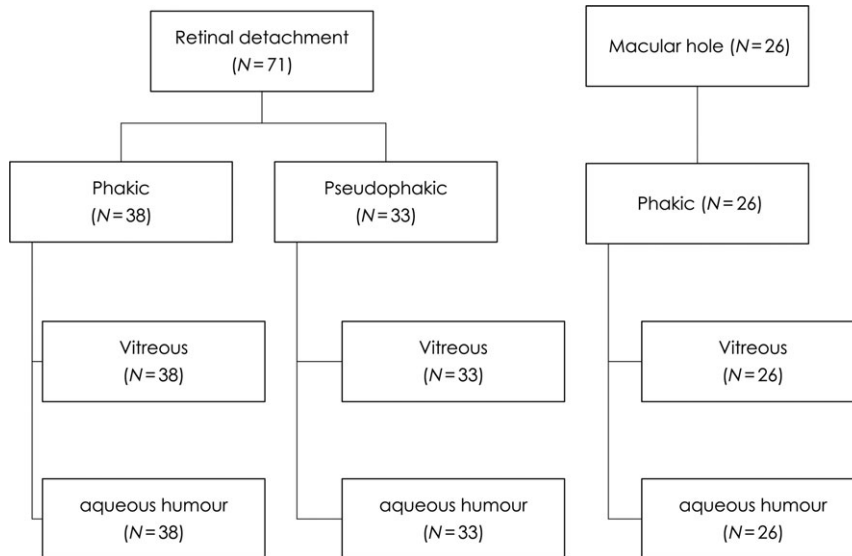 Retinal detachment
(N=71)
Macular hole (N=26)
Phakic
(N=38)
Pseudophakic
(N=33)
Phakic (N=26)
Vitreous
(N=38)
Vitreous
(N=33)
Vitreous
(N=26)
aqueous humour
(N=38)
aqueous humour
(N=33)
aqueous humour
(N=26)